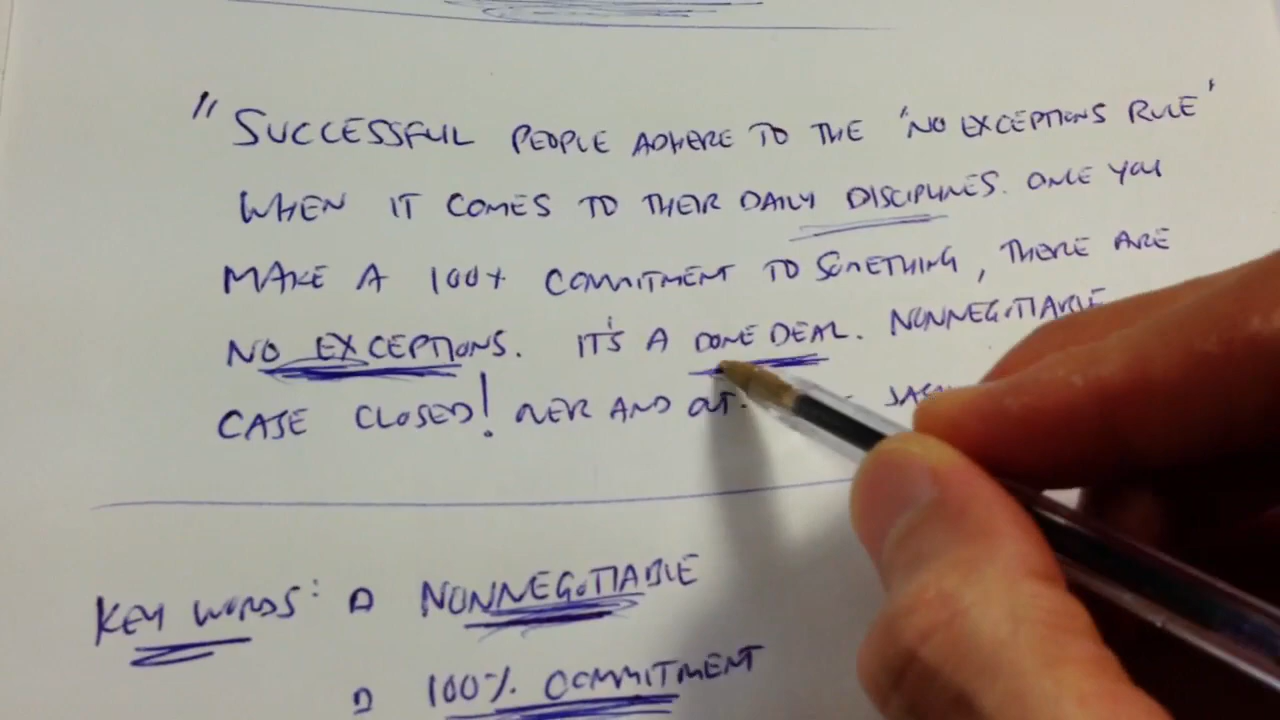 "SUCCESSFUL PEOPLE ADHERE TO THE 'NO EXCEPTIONS RULE'
WHEN IT COMES TO THEIR DAILY DISCIPLINES. ONCE YOU
MAKE A 100% COMMITMENT TO SOMETHING, THERE ARE
NO EXCEPTIONS. IT'S A DONE DEAL. NONNEGOTIABLE
CASE CLOSED! OVER AND OUT.
KEY WORDS: NONNEGOTIABLE
100% COMMITMENT